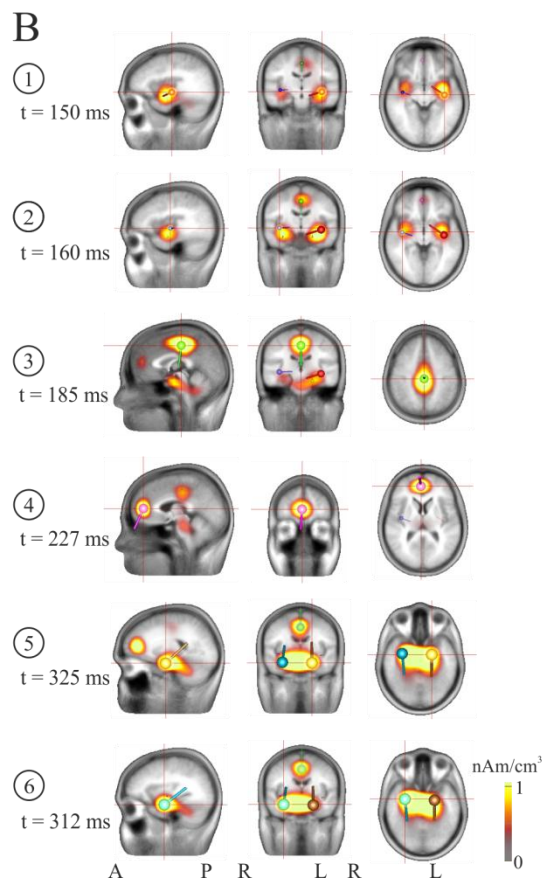 B
1
t = 150 ms
2
t = 160 ms
3
t = 185 ms
4
t = 227 ms
5
t = 325 ms
6
t = 312 ms
nAm/cm³
1
0
A P R L R L